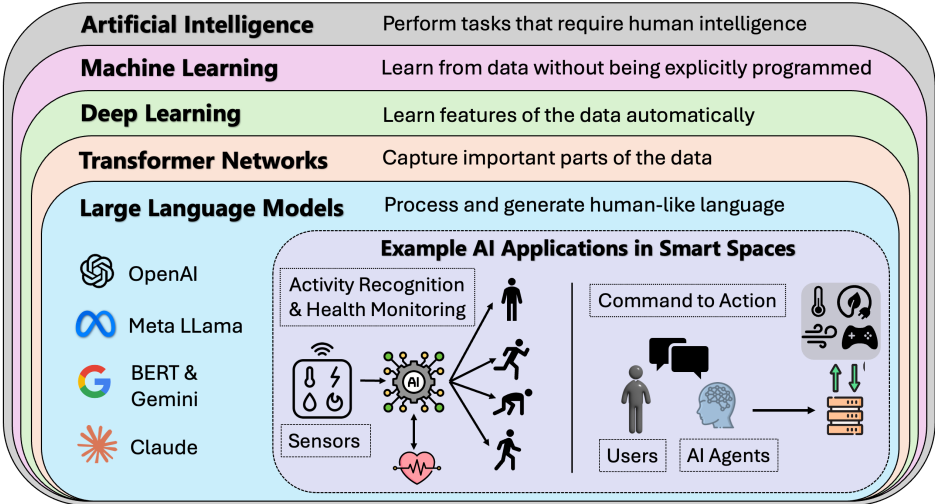 Artificial Intelligence Perform tasks that require human intelligence
Machine Learning Learn from data without being explicitly programmed
Deep Learning Learn features of the data automatically
Transformer Networks Capture important parts of the data
Large Language Models Process and generate human-like language
OpenAI
Meta LLama
BERT &
Gemini
Claude
Example AI Applications in Smart Spaces
Activity Recognition
& Health Monitoring
AI
Sensors
Command to Action
Users
AI Agents